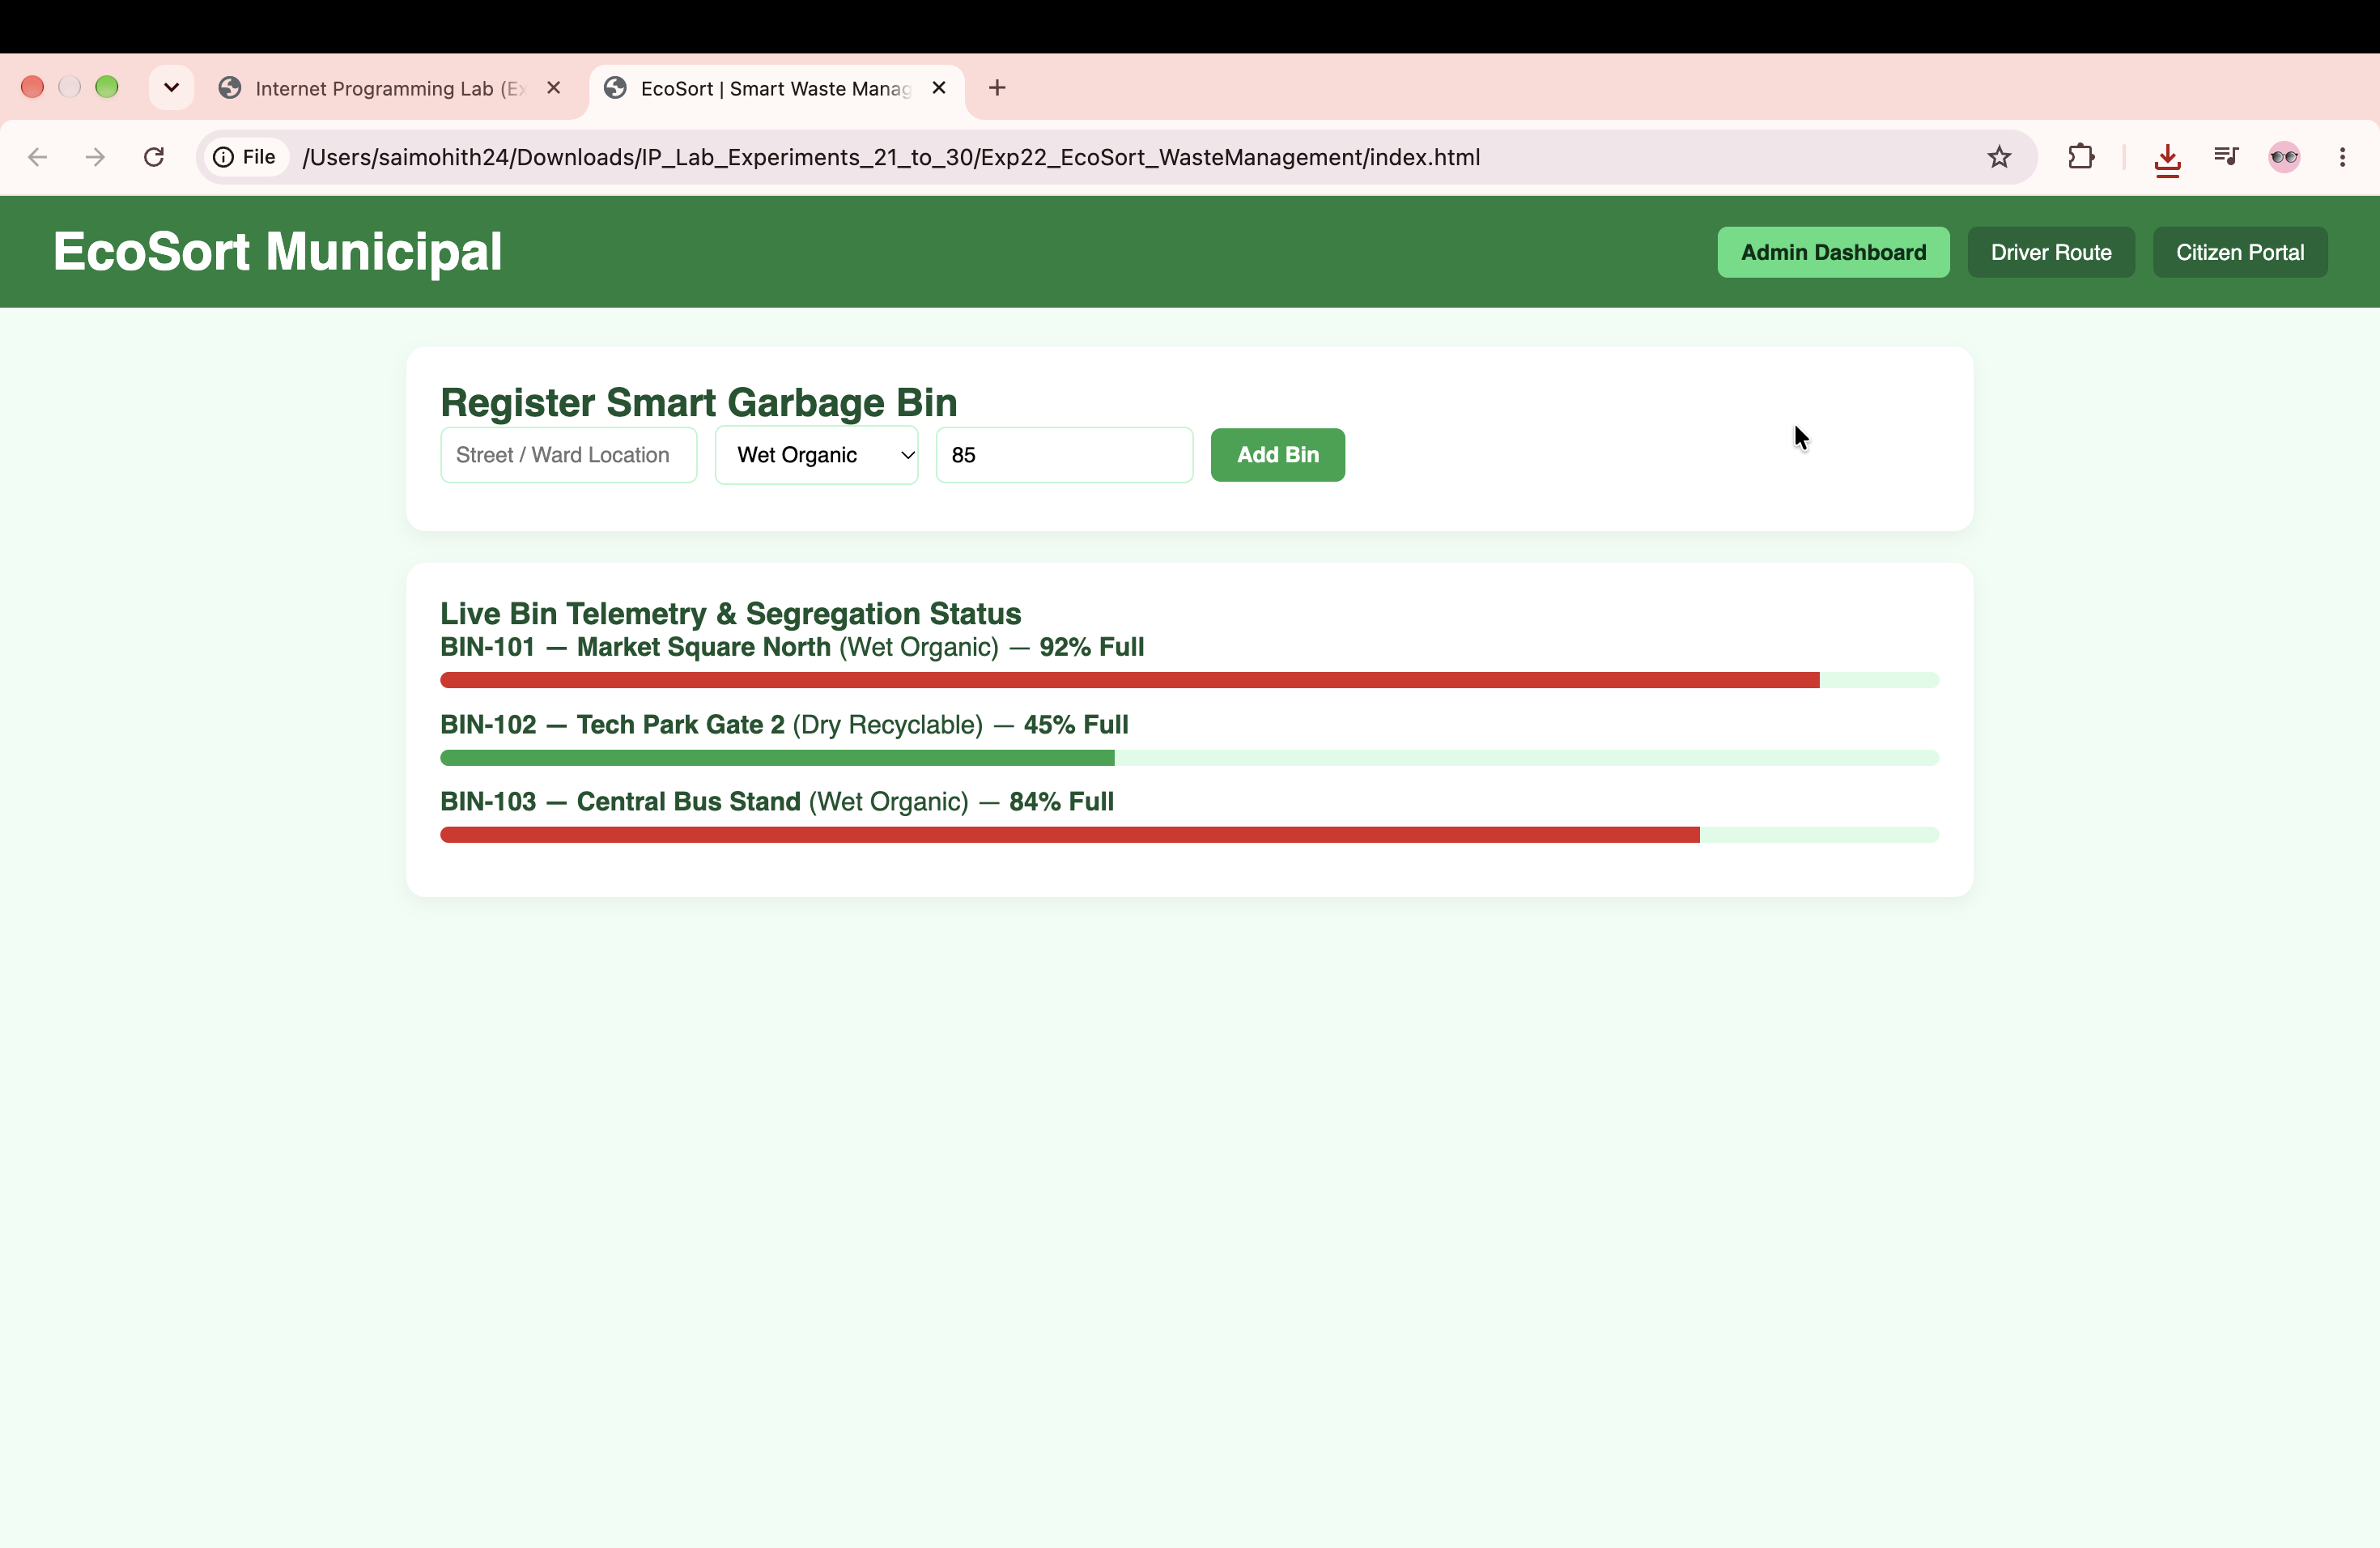 Internet Programming Lab (Ex
EcoSort | Smart Waste Manag
File /Users/saimohith24/Downloads/IP_Lab_Experiments_21_to_30/Exp22_EcoSort_WasteManagement/index.html
EcoSort Municipal
Admin Dashboard
Driver Route
Citizen Portal
Register Smart Garbage Bin
Street / Ward Location
Wet Organic
85
Add Bin
Live Bin Telemetry & Segregation Status
BIN-101 — Market Square North (Wet Organic) — 92% Full
BIN-102 — Tech Park Gate 2 (Dry Recyclable) — 45% Full
BIN-103 — Central Bus Stand (Wet Organic) — 84% Full